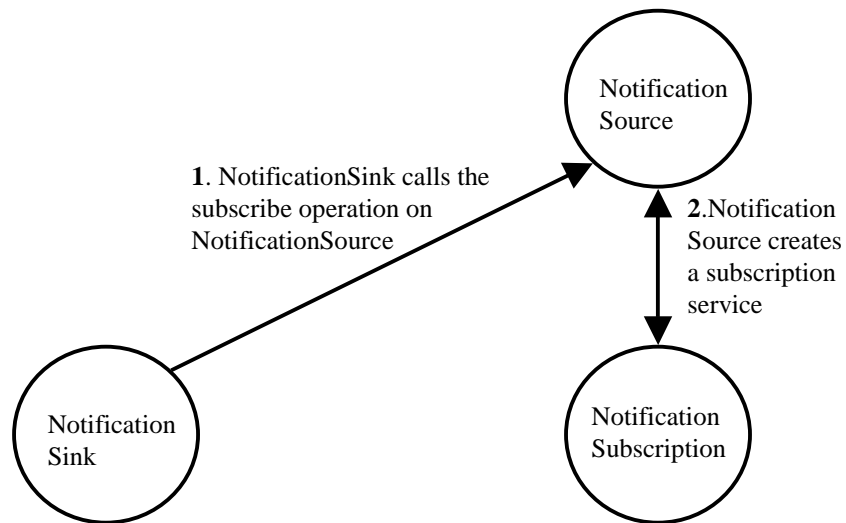 Notification
Source
1. NotificationSink calls the
subscribe operation on
NotificationSource
2.Notification
Source creates
a subscription
service
Notification
Sink
Notification
Subscription